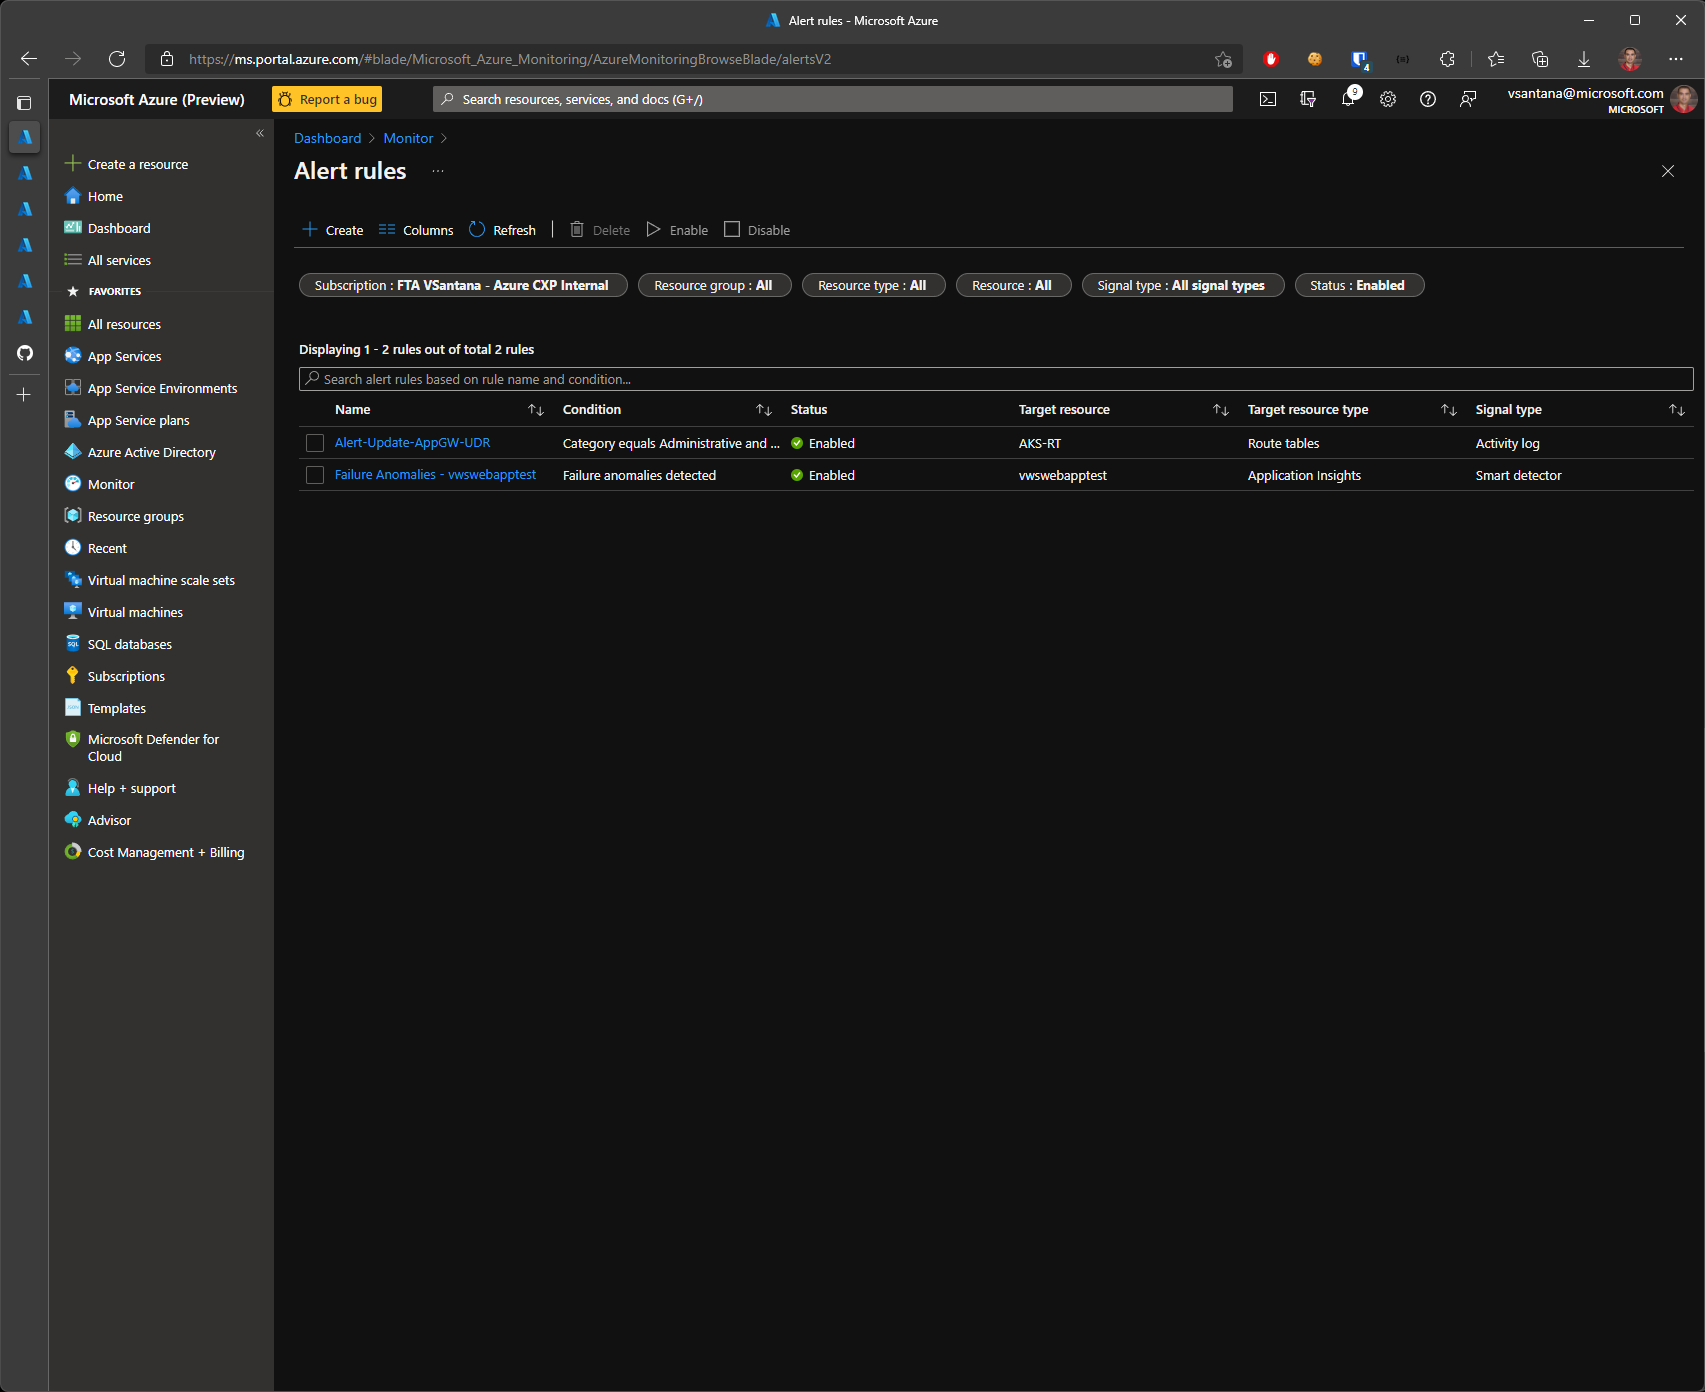 Alert rules - Microsoft Azure
https://ms.portal.azure.com/#blade/Microsoft_Azure_Monitoring/AzureMonitoringBrowseBlade/alertsV2
4
Microsoft Azure (Preview)
Report a bug
Search resources, services, and docs (G+/)
9
vsantana@microsoft.com
MICROSOFT
«
Create a resource
Home
Dashboard
All services
FAVORITES
All resources
App Services
App Service Environments
App Service plans
Azure Active Directory
Monitor
Resource groups
Recent
Virtual machine scale sets
Virtual machines
SQL databases
Subscriptions
Templates
Microsoft Defender for
Cloud
Help + support
Advisor
Cost Management + Billing
Dashboard > Monitor >
Alert rules ...
Create Columns Refresh Delete Enable Disable
Subscription : FTA VSantana - Azure CXP Internal Resource group : All Resource type : All Resource : All Signal type : All signal types Status : Enabled
Displaying 1 - 2 rules out of total 2 rules
Search alert rules based on rule name and condition...
Name Condition Status Target resource Target resource type Signal type
Alert-Update-AppGW-UDR Category equals Administrative and ... Enabled AKS-RT Route tables Activity log
Failure Anomalies - vwswebapptest Failure anomalies detected Enabled vwswebapptest Application Insights Smart detector